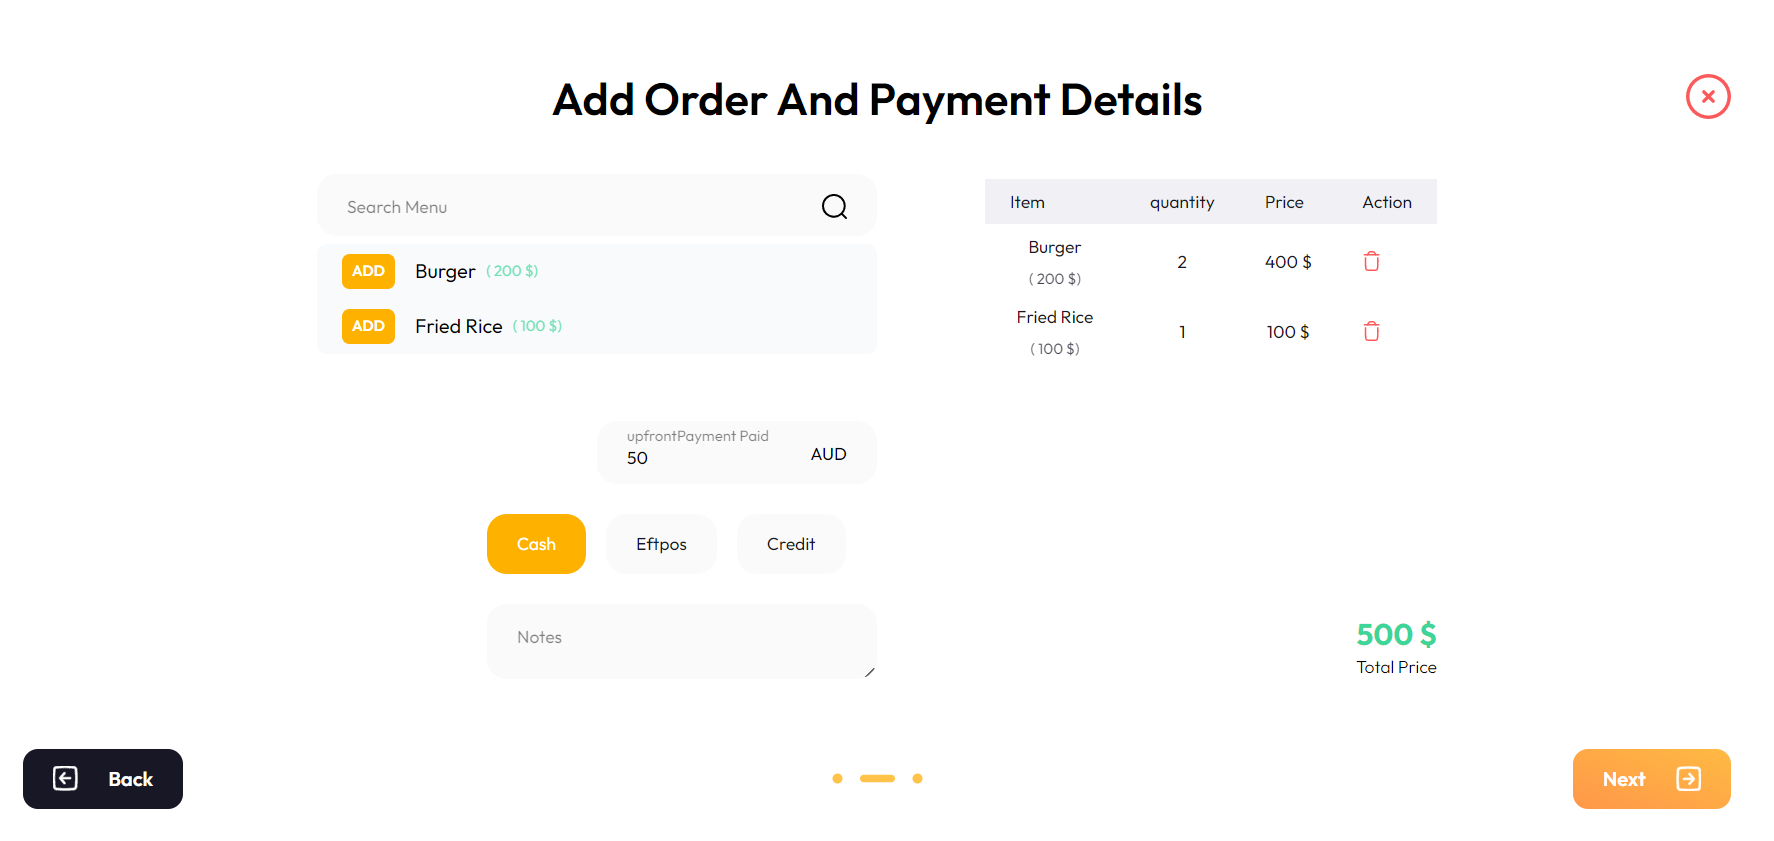 Add Order And Payment Details
Search Menu
ADD Burger ( 200 $)
ADD Fried Rice ( 100 $)
upfrontPayment Paid
50 AUD
Cash Eftpos Credit
Notes
Item quantity Price Action
Burger
( 200 $) 2 400 $
Fried Rice
( 100 $) 1 100 $
500 $
Total Price
Back Next